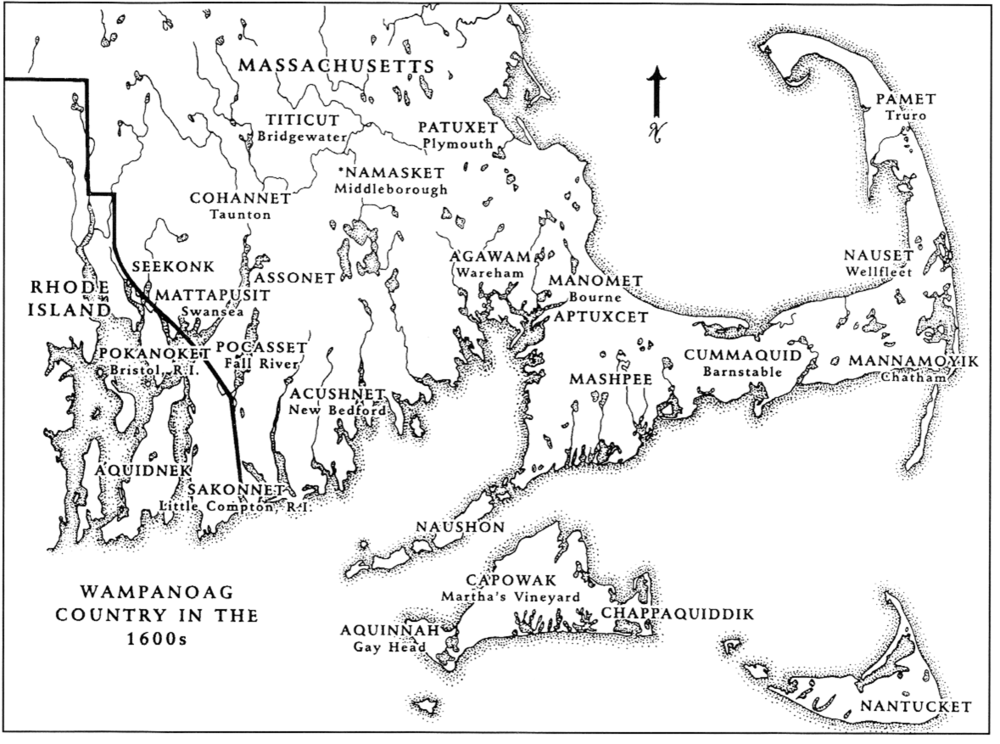 MASSACHUSETTS
PAMET
Truro
TITICUT
Bridgewater
PATUXET
Plymouth
N
*NAMASKET
Middleborough
COHANNET
Taunton
SEEKONK
ASSONET
AGAWAM
Wareham
NAUSET
Wellfleet
MANOMET
Bourne
RHODE
ISLAND
MATTAPUSIT
Swansea
APTUXCET
POKANOKET
Bristol, R.I.
POCASSET
Fall River
CUMMAQUID
Barnstable
MANNAMOYIK
Chatham
MASHPEE
ACUSHNET
New Bedford
AQUIDNEK
SAKONNET
Little Compton, R.I.
NAUSHON
CAPOWAK
Martha's Vineyard
CHAPPAQUIDDIK
AQUINNAH
Gay Head
NANTUCKET
WAMPANOAG
COUNTRY IN THE
1600s